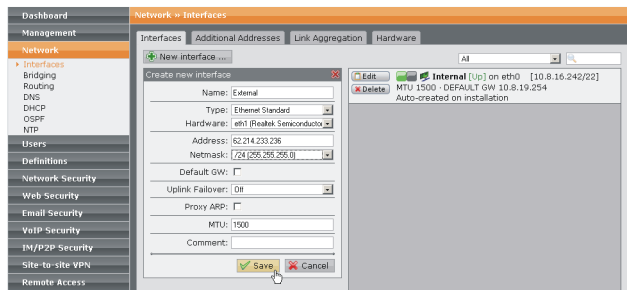 Dashboard
Management
Network
Interfaces
Bridging
Routing
DNS
DHCP
OSPF
NTP
Users
Definitions
Network Security
Web Security
Email Security
VoIP Security
IM/P2P Security
Site-to-site VPN
Remote Access
Network » Interfaces
Interfaces Additional Addresses Link Aggregation Hardware
New interface ...
All
Create new interface
Name: External
Type: Ethernet Standard
Hardware: eth1 (Realtek Semiconductor
Address: 62.214.233.236
Netmask: /24 (255.255.255.0)
Default GW:
Uplink Failover: Off
Proxy ARP:
MTU: 1500
Comment:
Save Cancel
Edit Internal [Up] on eth0 [10.8.16.242/22]
Delete MTU 1500 · DEFAULT GW 10.8.19.254
Auto-created on installation